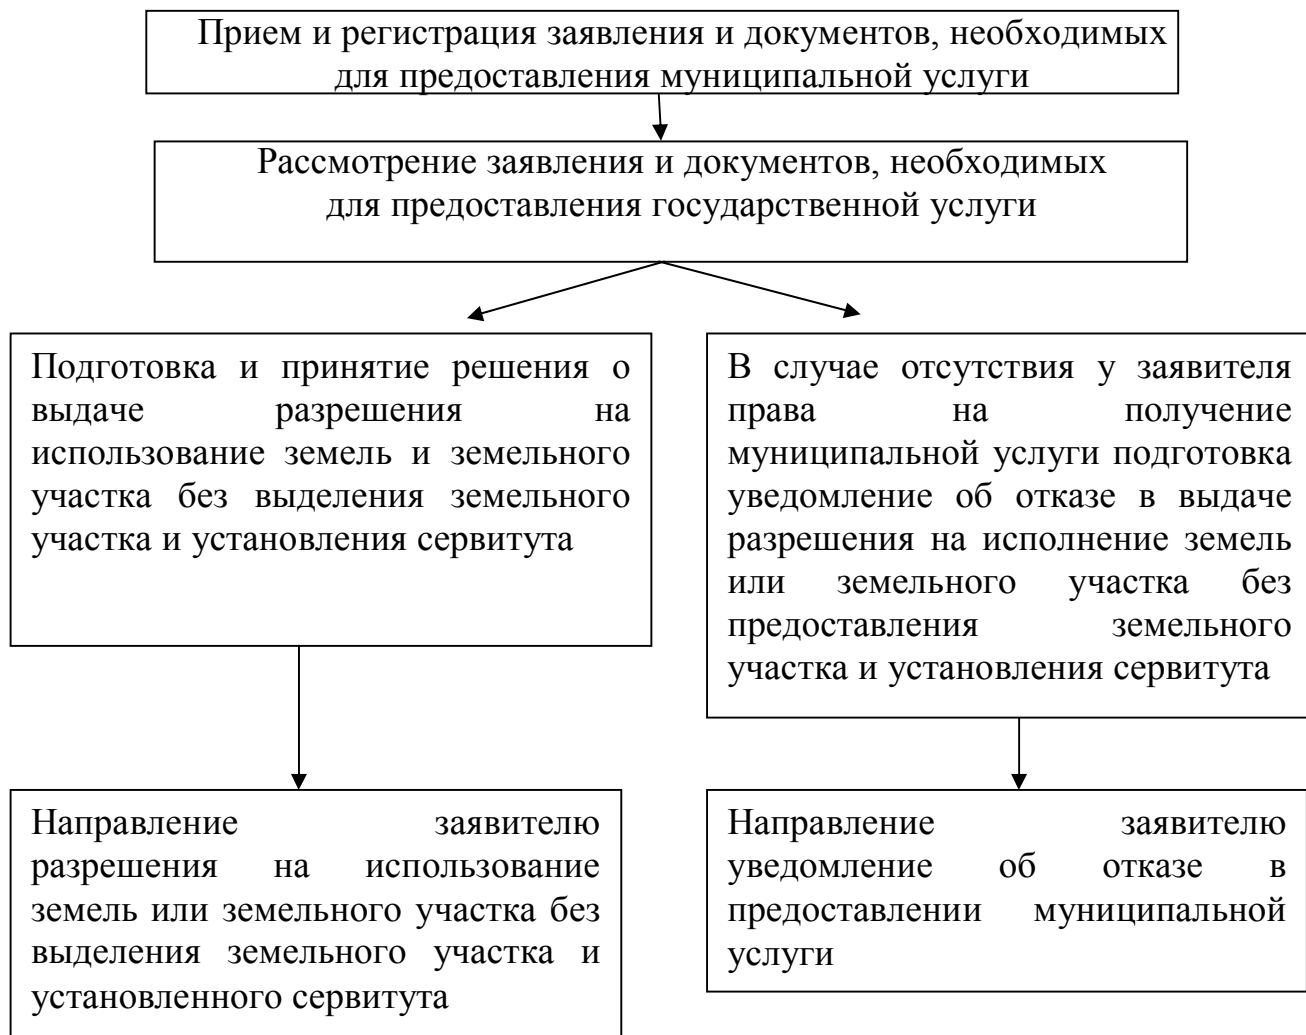 Прием и регистрация заявления и документов, необходимых
для предоставления муниципальной услуги
Рассмотрение заявления и документов, необходимых
для предоставления государственной услуги
Подготовка и принятие решения о
выдаче разрешения на
использование земель и земельного
участка без выделения земельного
участка и установления сервитута
В случае отсутствия у заявителя
права на получение
муниципальной услуги подготовка
уведомление об отказе в выдаче
разрешения на исполнение земель
или земельного участка без
предоставления земельного
участка и установления сервитута
Направление заявителю
разрешения на использование
земель или земельного участка без
выделения земельного участка и
установленного сервитута
Направление заявителю
уведомление об отказе в
предоставлении муниципальной
услуги